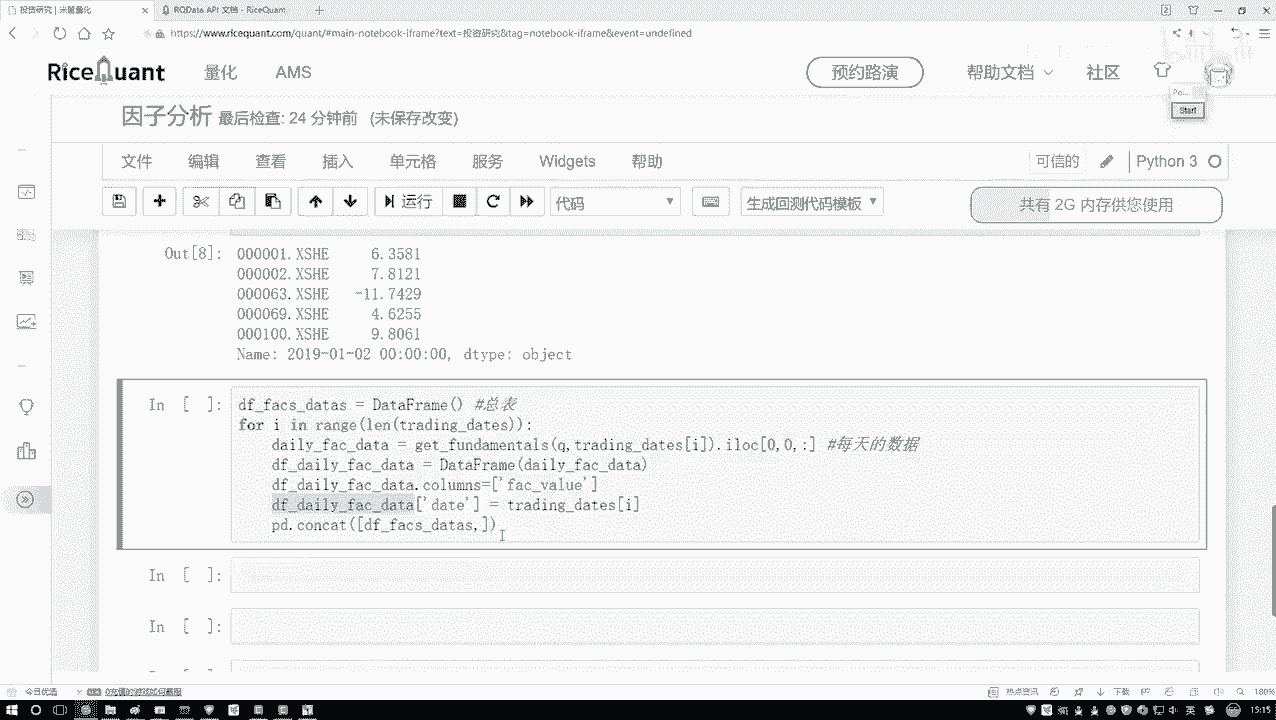 投资研究 | 米筐量化
RQData API 文档 - RiceQuant
https://www.ricequant.com/quant/#main-notebook-iframe?text=投资研究&tag=notebook-iframe&event=undefined
RiceQuant 量化 AMS 预约路演 帮助文档 社区
Start
因子分析 最后检查: 24 分钟前 (未保存改变)
文件 编辑 查看 插入 单元格 服务 Widgets 帮助 可信的 Python 3
运行 代码 生成回测代码模板 共有 2G 内存供您使用
Out[8]: 000001.XSHE 6.3581
000002.XSHE 7.8121
000063.XSHE -11.7429
000069.XSHE 4.6255
000100.XSHE 9.8061
Name: 2019-01-02 00:00:00, dtype: object
In [ ]: df_facs_datas = DataFrame() #总表
for i in range(len(trading_dates)):
daily_fac_data = get_fundamentals(q,trading_dates[i]).iloc[0,0,:] #每天的数据
df_daily_fac_data = DataFrame(daily_fac_data)
df_daily_fac_data.columns=['fac_value']
df_daily_fac_data['date'] = trading_dates[i]
pd.concat([df_facs_datas,])
In [ ]:
In [ ]:
今日优选
热点资讯 下载 180%
英 15:15